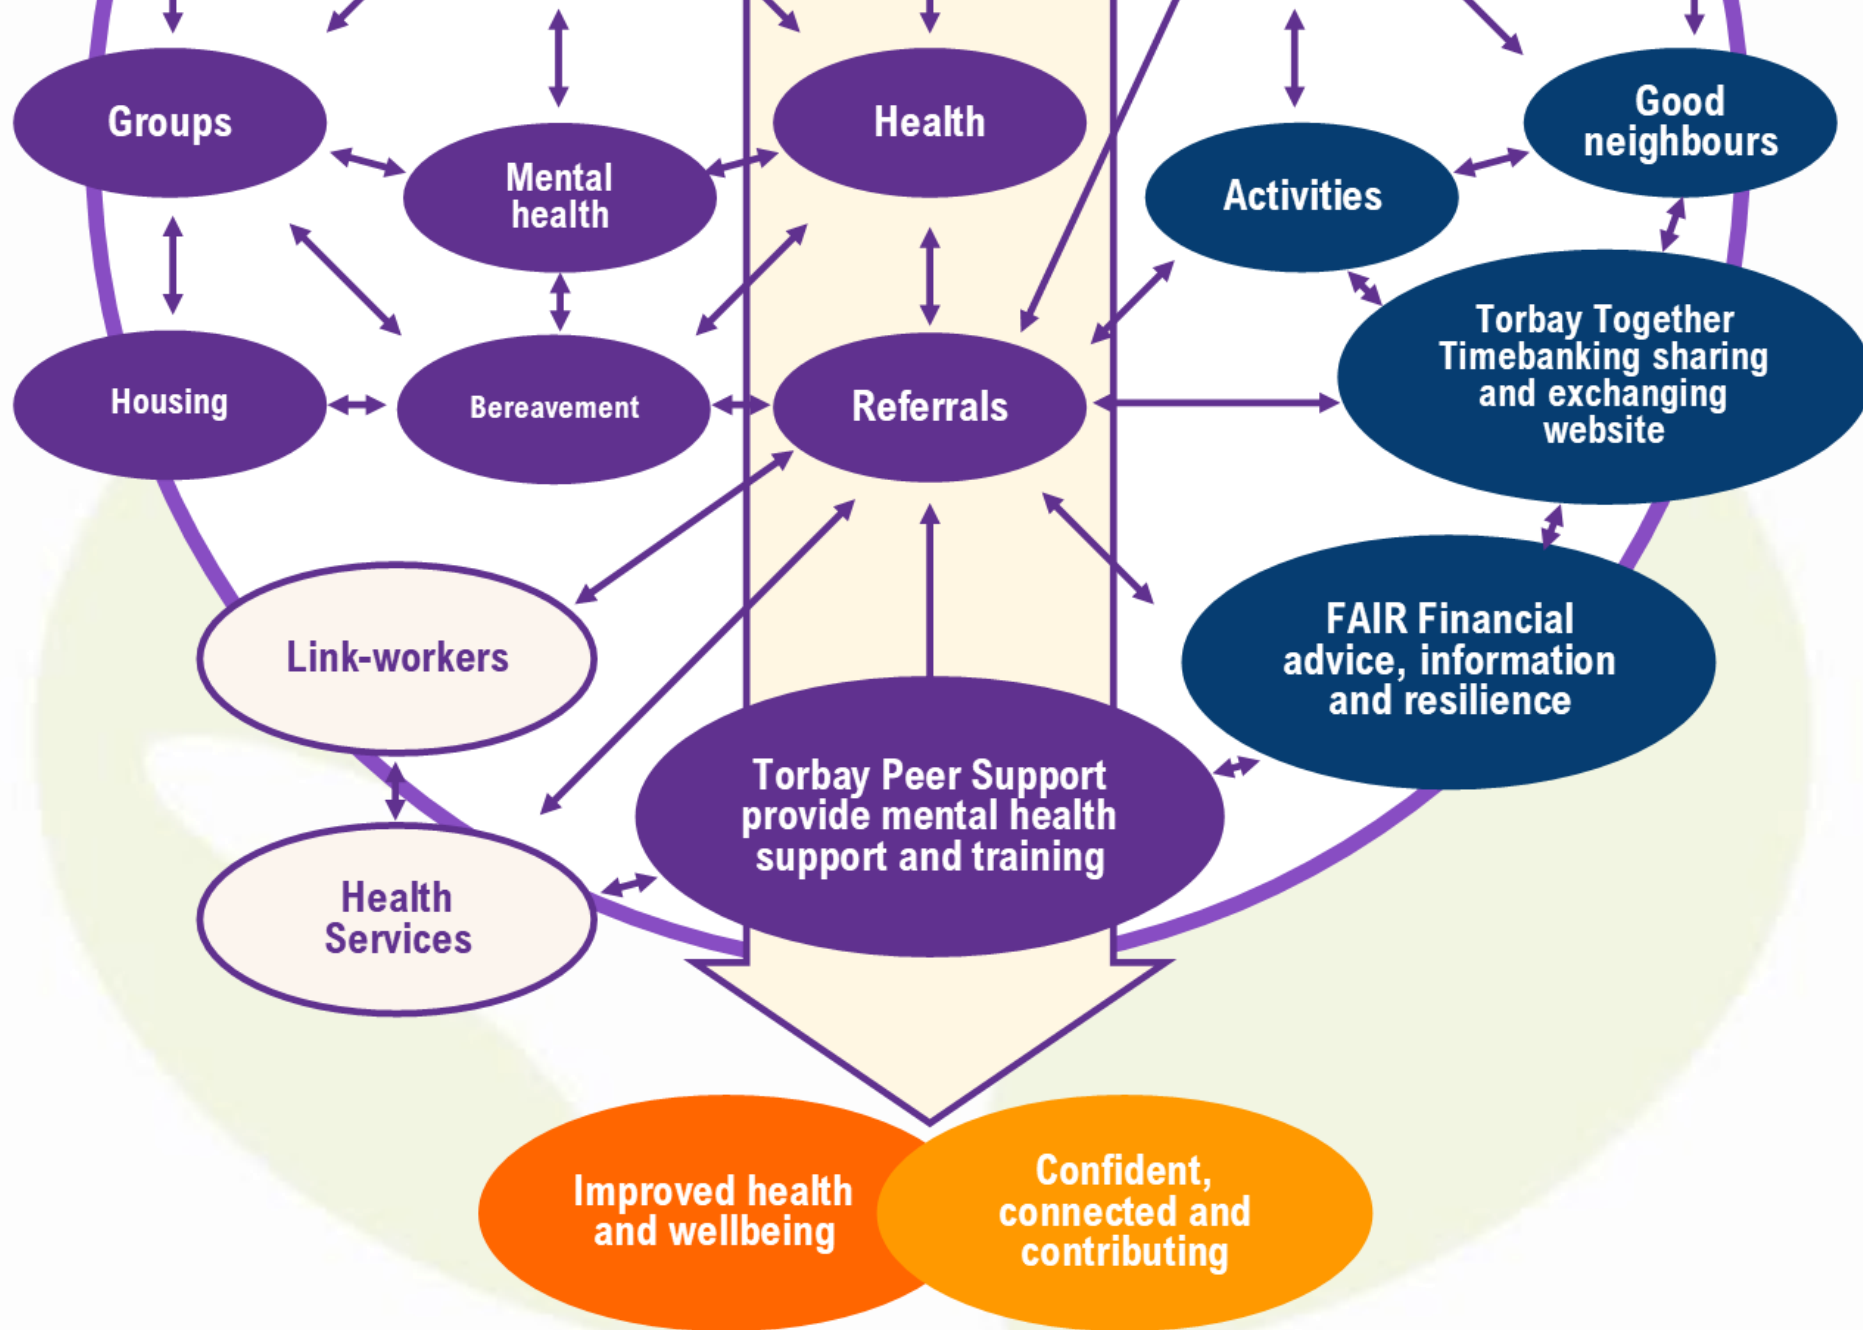 Groups
Mental
health
Health
Activities
Good
neighbours
Housing
Bereavement
Referrals
Torbay Together
Timebanking sharing
and exchanging
website
Link-workers
FAIR Financial
advice, information
and resilience
Torbay Peer Support
provide mental health
support and training
Health
Services
Improved health
and wellbeing
Confident,
connected and
contributing